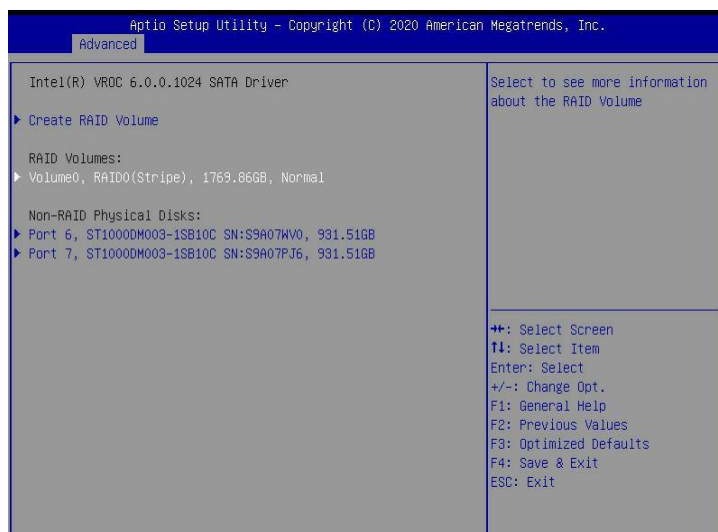 Aptio Setup Utility – Copyright (C) 2020 American Megatrends, Inc.
Advanced
Intel(R) VROC 6.0.0.1024 SATA Driver
Create RAID Volume
RAID Volumes:
Volume0, RAID0(Stripe), 1769.86GB, Normal
Non-RAID Physical Disks:
Port 6, ST1000DM003-1SB10C SN:S9A07WV0, 931.51GB
Port 7, ST1000DM003-1SB10C SN:S9A07PJ6, 931.51GB
Select to see more information
about the RAID Volume
→←: Select Screen
↑↓: Select Item
Enter: Select
+/-: Change Opt.
F1: General Help
F2: Previous Values
F3: Optimized Defaults
F4: Save & Exit
ESC: Exit